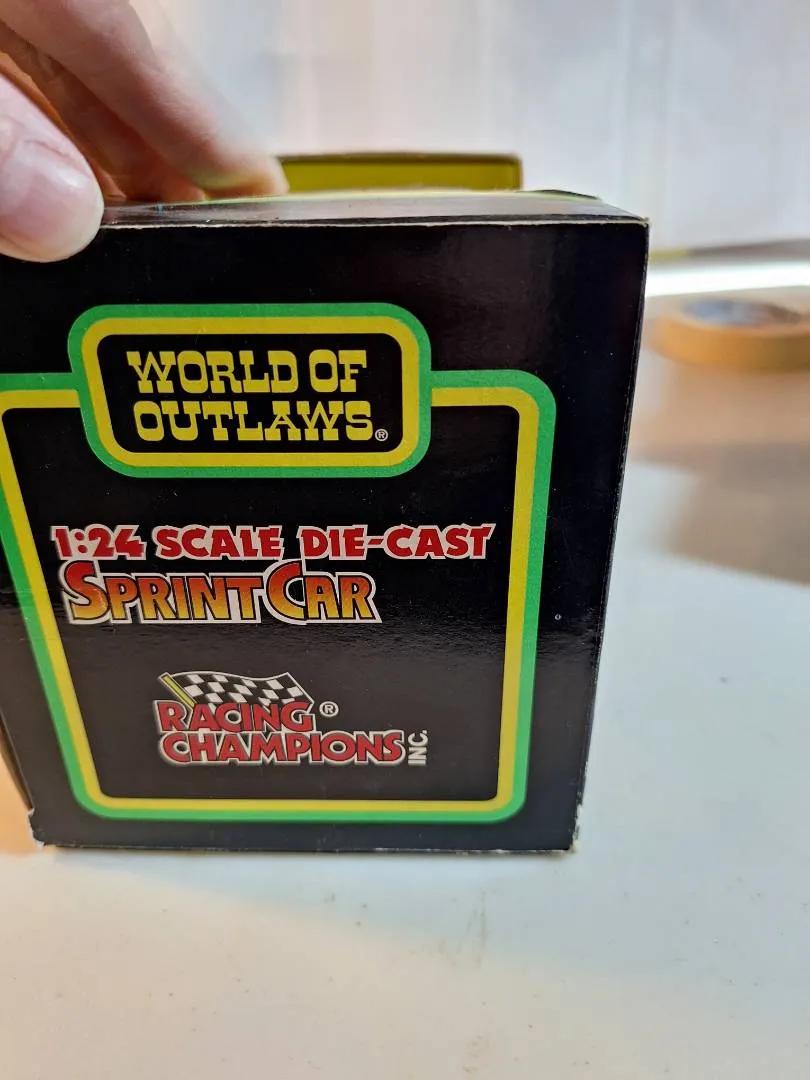 WORLD OF
OUTLAWS®
1:24 SCALE DIE-CAST
SPRINT CAR
RACING ®
CHAMPIONS INC.